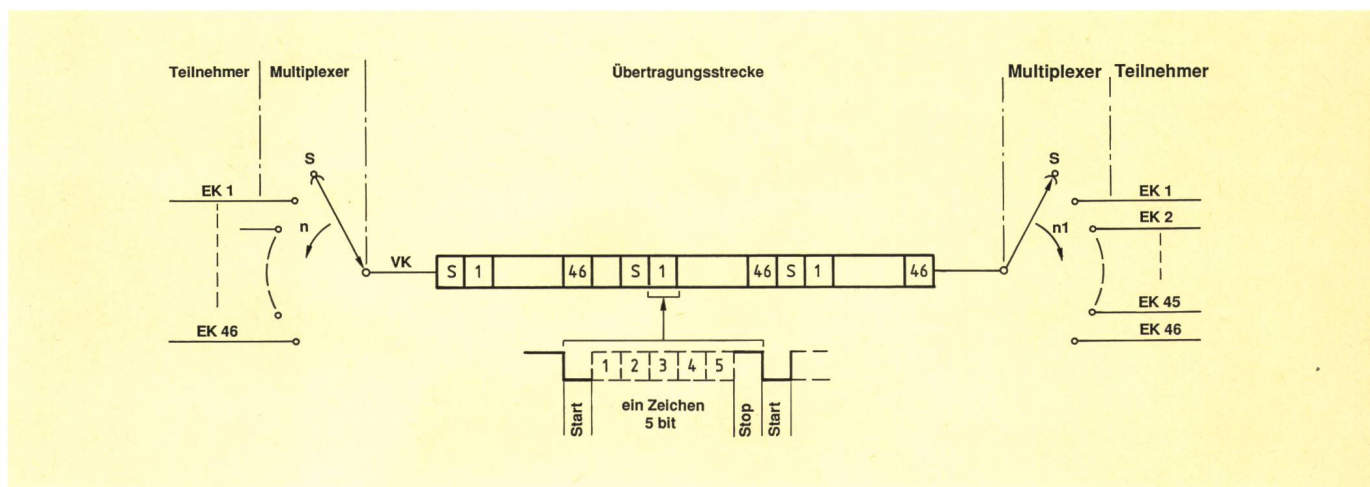 Teilnehmer Multiplexer Übertragungsstrecke Multiplexer Teilnehmer
S S
EK 1 EK 1
n EK 2
n1
VK S 1 46 S 1 46 S 1 46
EK 45
EK 46 EK 46
1 2 3 4 5
Start ein Zeichen Stop Start
5 bit